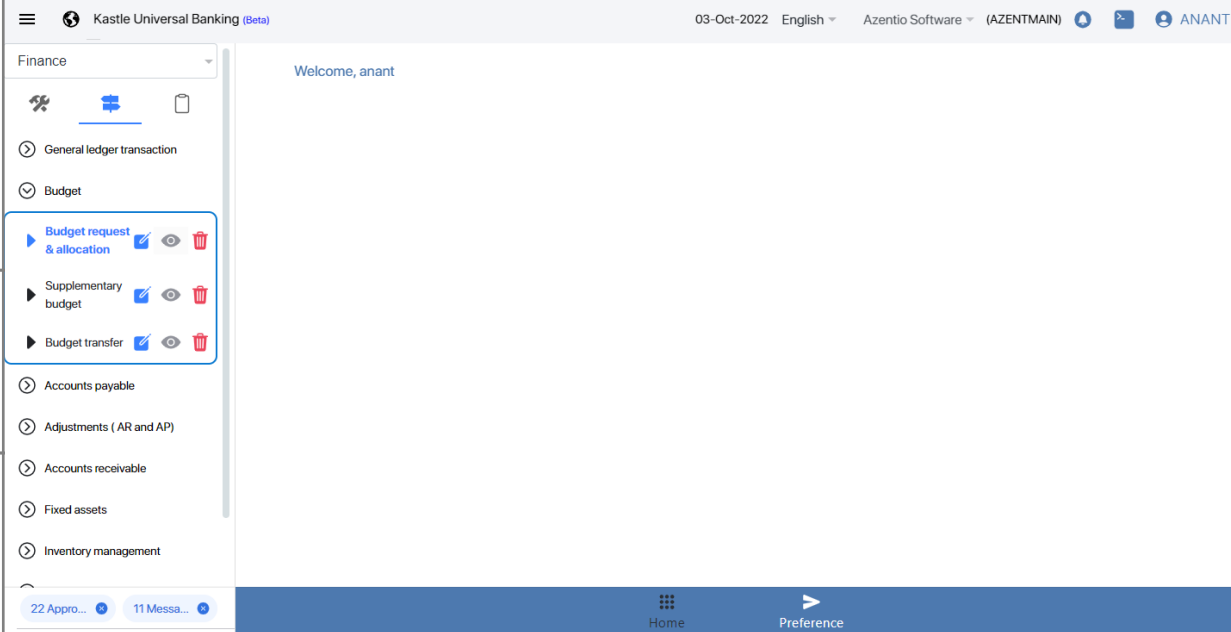 Kastle Universal Banking (Beta)
03-Oct-2022 English Azentio Software (AZENTMAIN) ANANT
Finance
Welcome, anant
General ledger transaction
Budget
Budget request
& allocation
Supplementary
budget
Budget transfer
Accounts payable
Adjustments ( AR and AP)
Accounts receivable
Fixed assets
Inventory management
22 Appro... 11 Messa...
Home
Preference